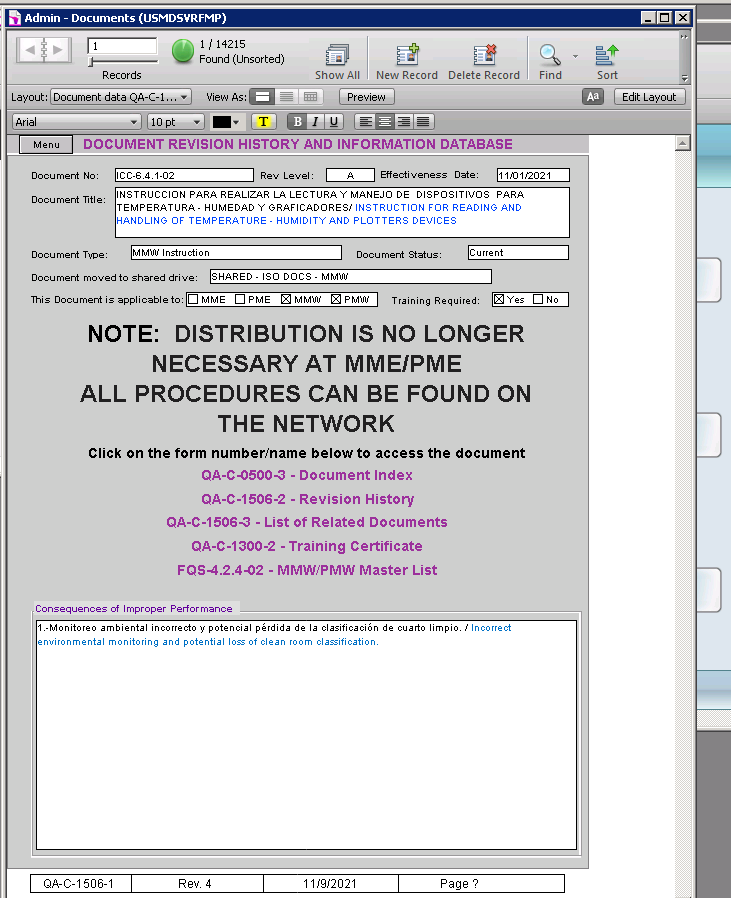 Admin - Documents (USMDSVRFMP)
1
1 / 14215
Found (Unsorted)
Records
Show All
New Record
Delete Record
Find
Sort
Layout:
Document data QA-C-1...
View As:
Preview
Aa
Edit Layout
Arial
10 pt
T
B
I
U
Menu
DOCUMENT REVISION HISTORY AND INFORMATION DATABASE
Document No: ICC-6.4.1-02 Rev Level: A Effectiveness Date: 11/01/2021
Document Title: INSTRUCCION PARA REALIZAR LA LECTURA Y MANEJO DE DISPOSITIVOS PARA
TEMPERATURA - HUMEDAD Y GRAFICADORES/ INSTRUCTION FOR READING AND
HANDLING OF TEMPERATURE - HUMIDITY AND PLOTTERS DEVICES
Document Type: MMW Instruction Document Status: Current
Document moved to shared drive: SHARED - ISO DOCS - MMW
This Document is applicable to: MME PME MMW PMW Training Required: Yes No
NOTE: DISTRIBUTION IS NO LONGER
NECESSARY AT MME/PME
ALL PROCEDURES CAN BE FOUND ON
THE NETWORK
Click on the form number/name below to access the document
QA-C-0500-3 - Document Index
QA-C-1506-2 - Revision History
QA-C-1506-3 - List of Related Documents
QA-C-1300-2 - Training Certificate
FQS-4.2.4-02 - MMW/PMW Master List
Consequences of Improper Performance
1.-Monitoreo ambiental incorrecto y potencial pérdida de la clasificación de cuarto limpio. / Incorrect
environmental monitoring and potential loss of clean room classification.
QA-C-1506-1 Rev. 4 11/9/2021 Page ?